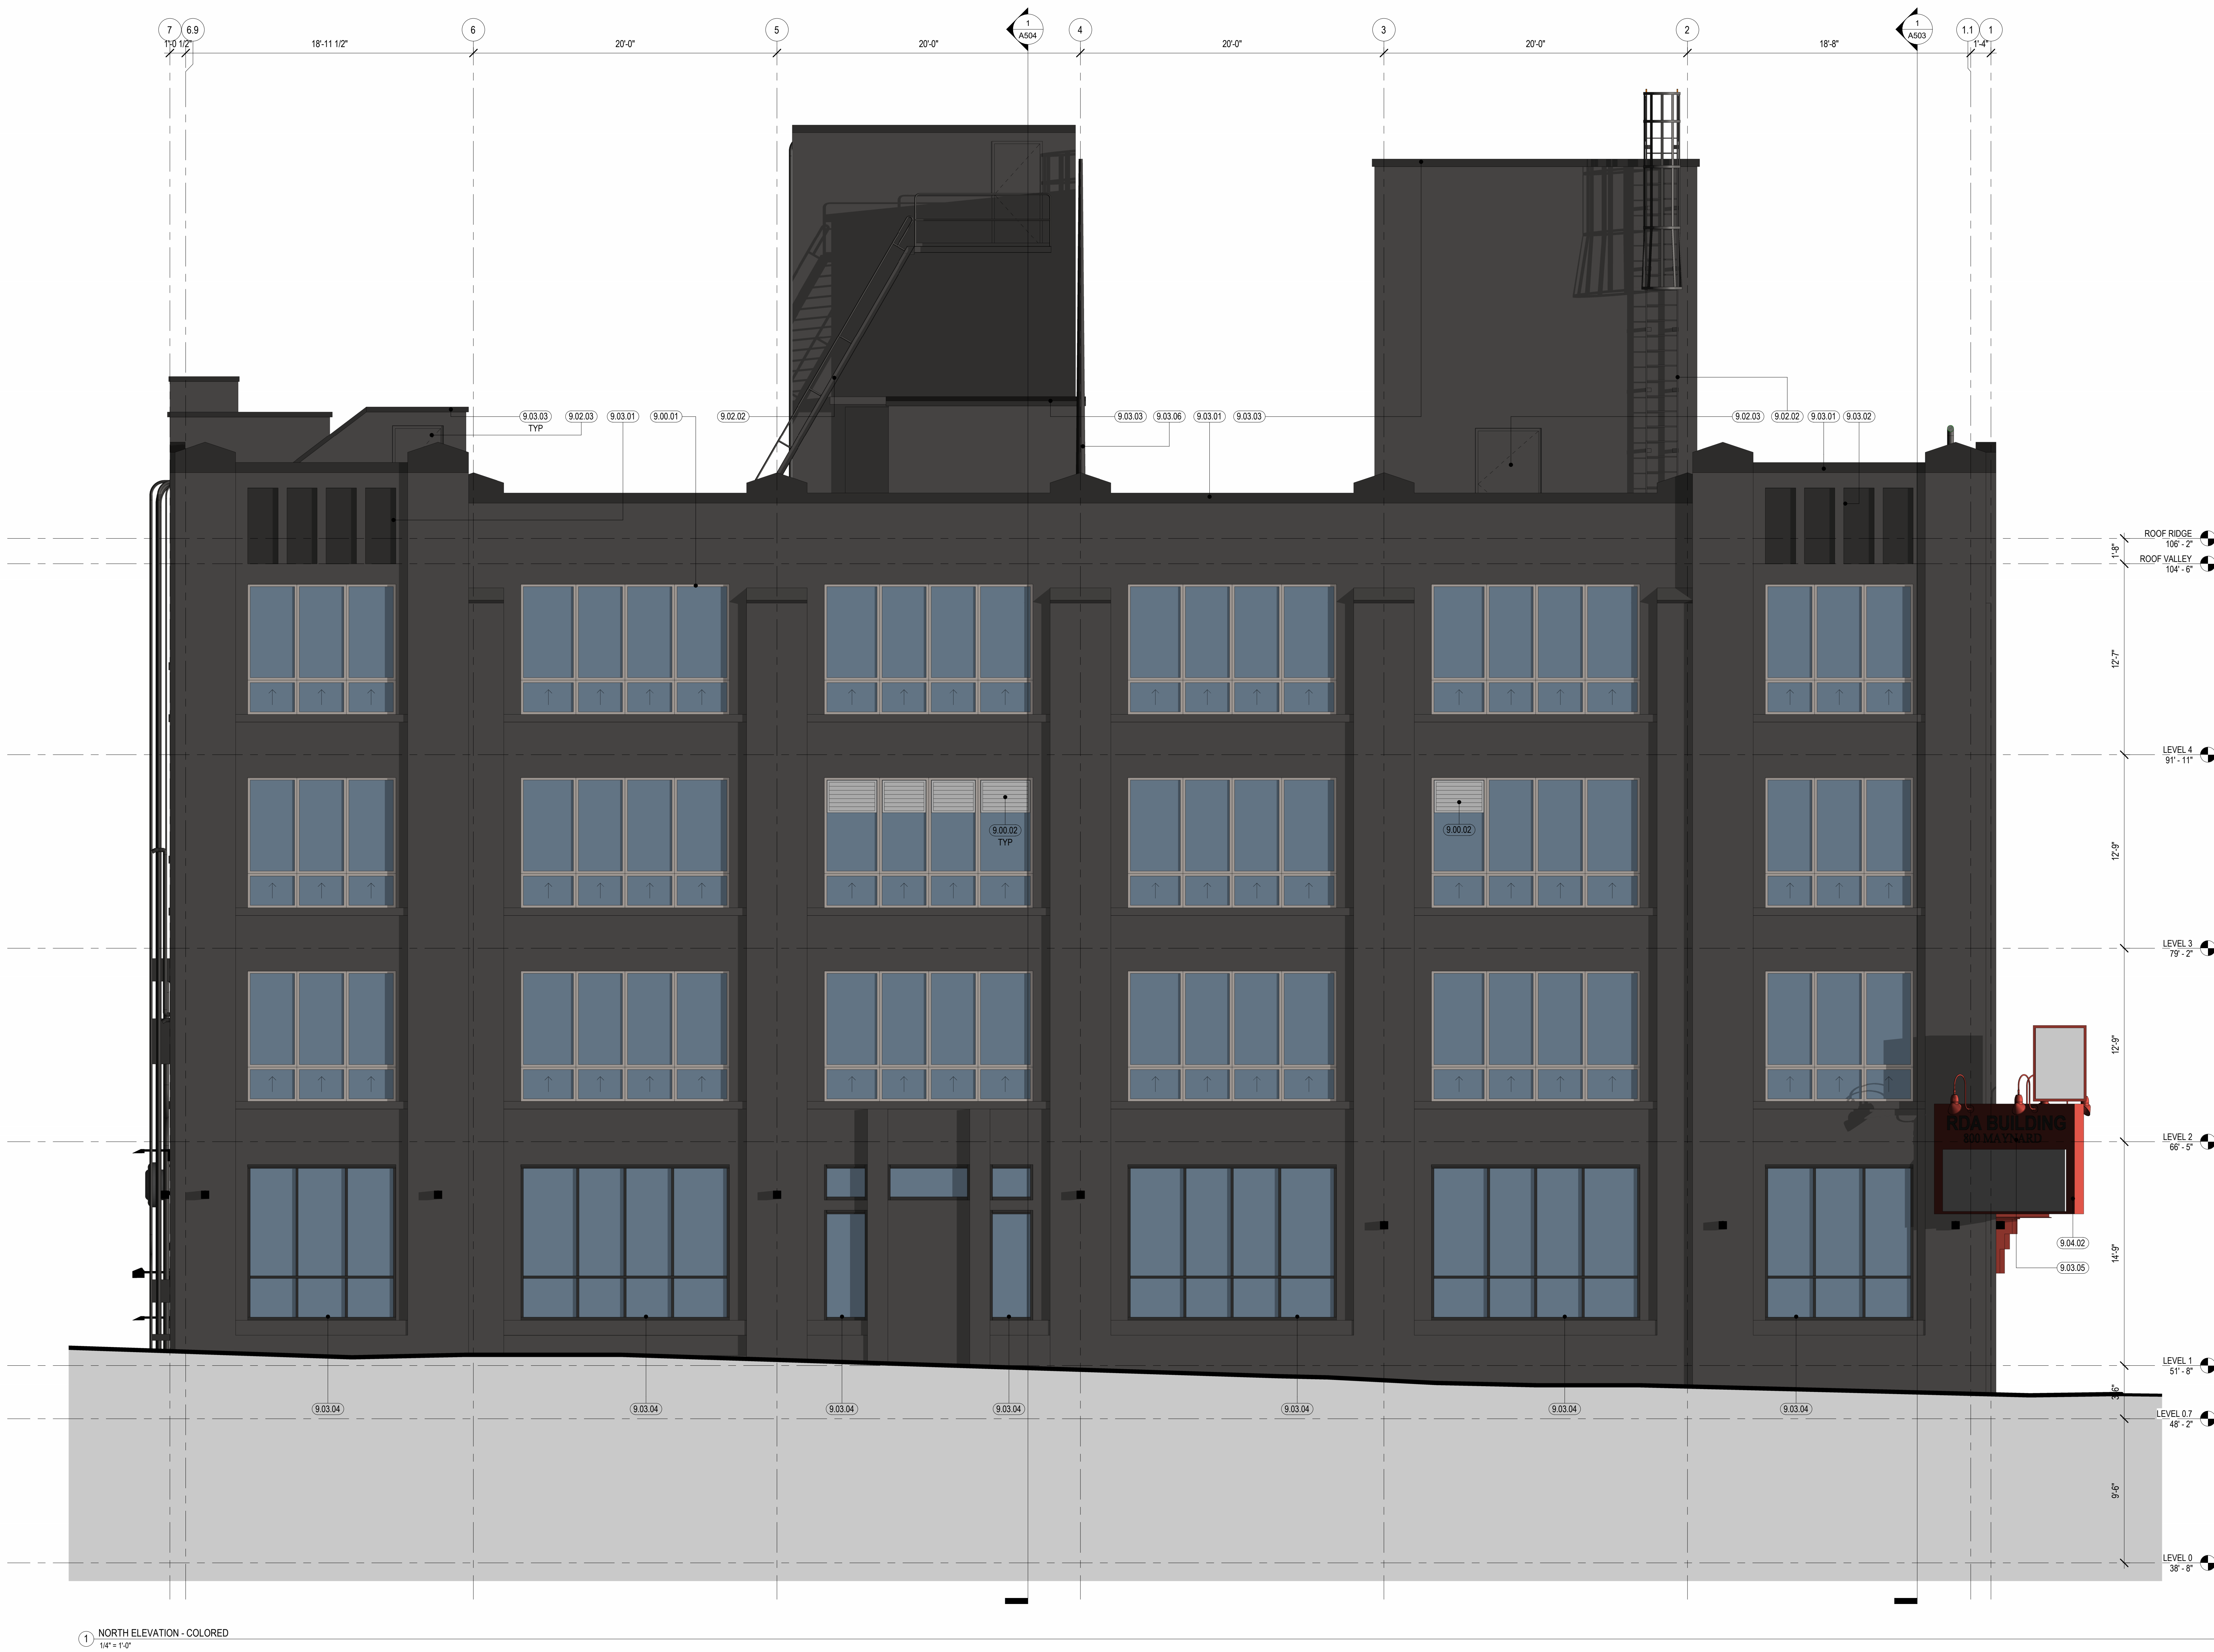 7 6.9 6 5 1 4 3 2 1 1.1 1
A504 A503
1'-0 1/2" 18'-11 1/2" 20'-0" 20'-0" 20'-0" 20'-0" 18'-8" 1'-4"
9.03.03 9.02.03 9.03.01 9.00.01 9.02.02 9.03.03 9.03.06 9.03.01 9.03.03 9.02.03 9.02.02 9.03.01 9.03.02
TYP
ROOF RIDGE
106' - 2"
1'-8"
ROOF VALLEY
104' - 6"
12'-7"
LEVEL 4
91' - 11"
9.00.02 9.00.02
TYP
12'-9"
LEVEL 3
79' - 2"
12'-9"
RDA BUILDING
800 MAYNARD
LEVEL 2
66' - 5"
9.04.02
14'-9"
9.03.05
LEVEL 1
51' - 8"
3'-6"
9.03.04 9.03.04 9.03.04 9.03.04 9.03.04 9.03.04 9.03.04
LEVEL 0.7
48' - 2"
9'-6"
LEVEL 0
38' - 8"
1 NORTH ELEVATION - COLORED
1/4" = 1'-0"